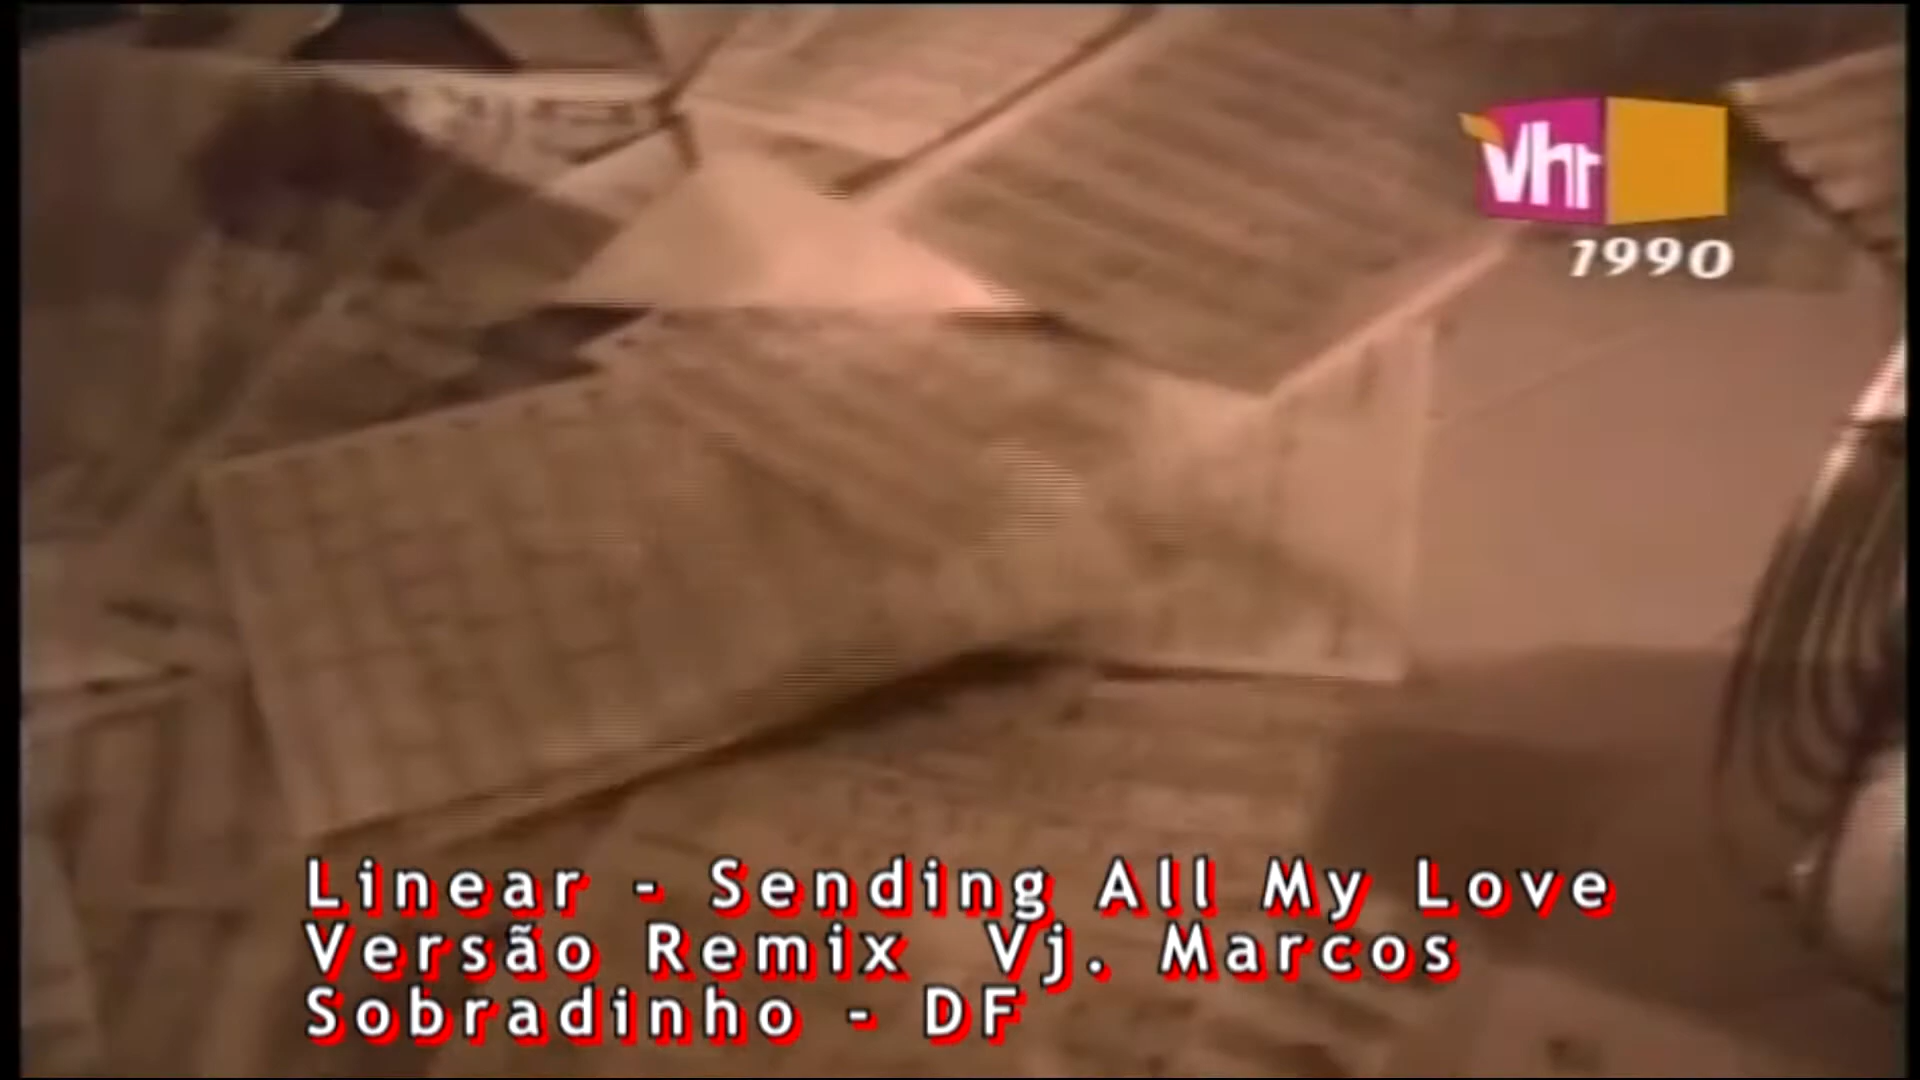 vh1
1990
Linear - Sending All My Love
Versão Remix Vj. Marcos
Sobradinho - DF